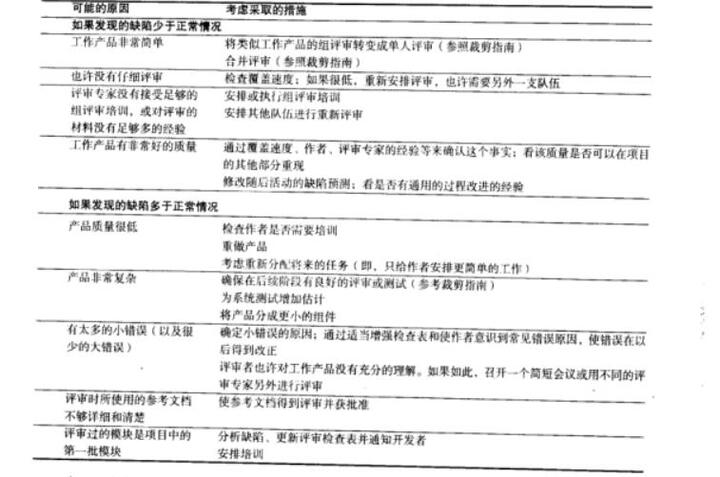 可能的原因 考虑采取的措施
如果发现的缺陷少于正常情况
工作产品非常简单 将类似工作产品的组评审转变成单人评审（参照裁剪指南）
合并评审（参照裁剪指南）
也许没有仔细评审 检查覆盖速度；如果很低，重新安排评审，也许需要另外一支队伍
评审专家没有接受足够的 安排或执行组评审培训
组评审培训，或对评审的 安排其他队伍进行重新评审
材料没有足够多的经验
工作产品有非常好的质量 通过覆盖速度、作者、评审专家的经验等来确认这个事实；看该质量是否可以在项目
的其他部分重现
修改随后活动的缺陷预测；看是否有通用的过程改进的经验
如果发现的缺陷多于正常情况
产品质量很低 检查作者是否需要培训
重做产品
考虑重新分配将来的任务（即，只给作者安排更简单的工作）
产品非常复杂 确保在后续阶段有良好的评审或测试（参考裁剪指南）
为系统测试增加估计
将产品分成更小的组件
有太多的小错误（以及很 确定小错误的原因；通过适当增强检查表和使作者意识到常见错误原因，使错误在以
少的大错误） 后得到改正
评审者也许对工作产品没有充分的理解。如果如此，召开一个简短会议或用不同的评
审专家另外进行评审
评审时所使用的参考文档 使参考文档得到评审并获批准
不够详细和清楚
评审过的模块是项目中的 分析缺陷、更新评审检查表并通知开发者
第一批模块 安排培训